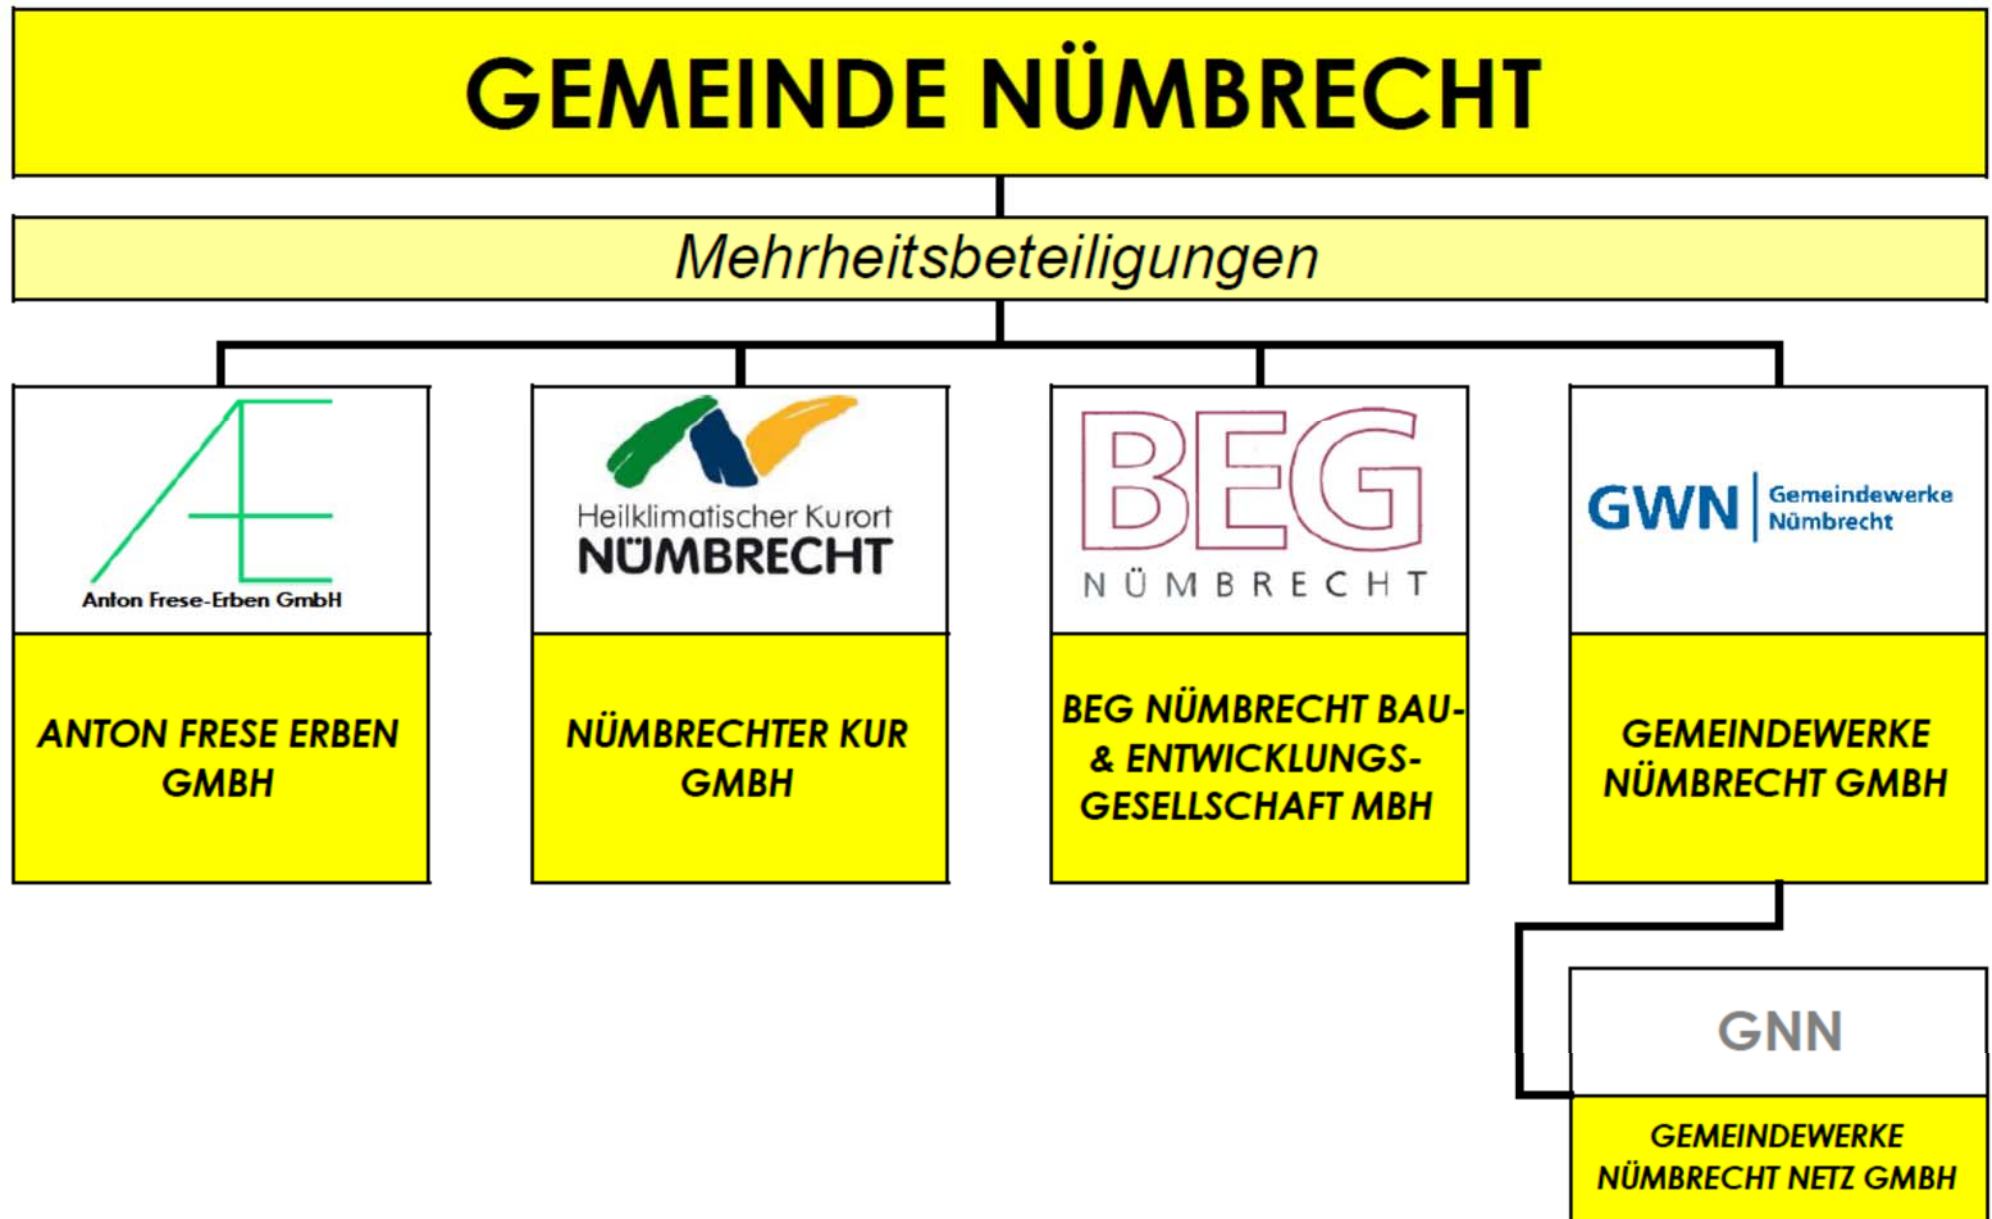 GEMEINDE NÜMBRECHT
Mehrheitsbeteiligungen
Anton Frese-Erben GmbH
ANTON FRESE ERBEN
GMBH
Heilklimatischer Kurort
NÜMBRECHT
NÜMBRECHTER KUR
GMBH
BEG
NÜMBRECHT
BEG NÜMBRECHT BAU-
& ENTWICKLUNGS-
GESELLSCHAFT MBH
GWN
Gemeindewerke
Nümbrecht
GEMEINDEWERKE
NÜMBRECHT GMBH
GNN
GEMEINDEWERKE
NÜMBRECHT NETZ GMBH